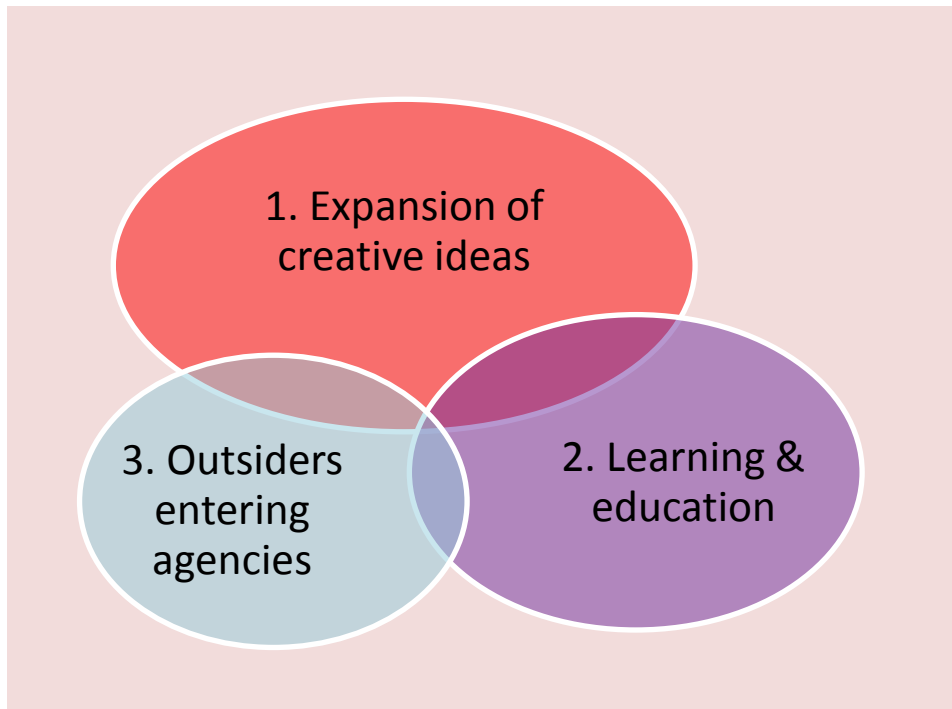 1. Expansion of
creative ideas
2. Learning &
education
3. Outsiders
entering
agencies